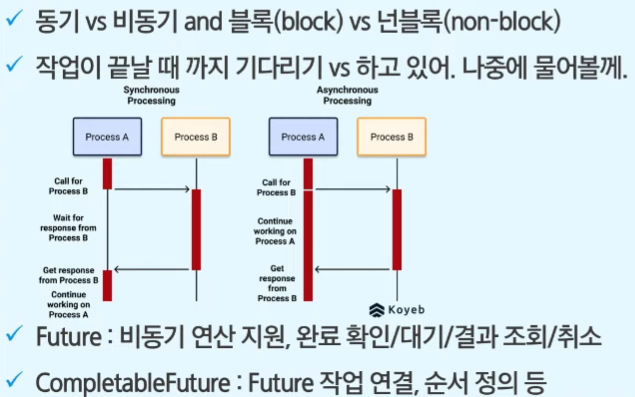 ✓ 동기 vs 비동기 and 블록(block) vs 넌블록(non-block)
✓ 작업이 끝날 때 까지 기다리기 vs 하고 있어. 나중에 물어볼께.
Synchronous
Processing
Process A
Process B
Call for
Process B
Wait for
response from
Process B
Get response
from Process B
Continue
working on
Process A
Asynchronous
Processing
Process A
Process B
Call for
Process B
Continue
working on
Process A
Get
response
from
Process B
Koyeb
✓ Future : 비동기 연산 지원, 완료 확인/대기/결과 조회/취소
✓ CompletableFuture : Future 작업 연결, 순서 정의 등